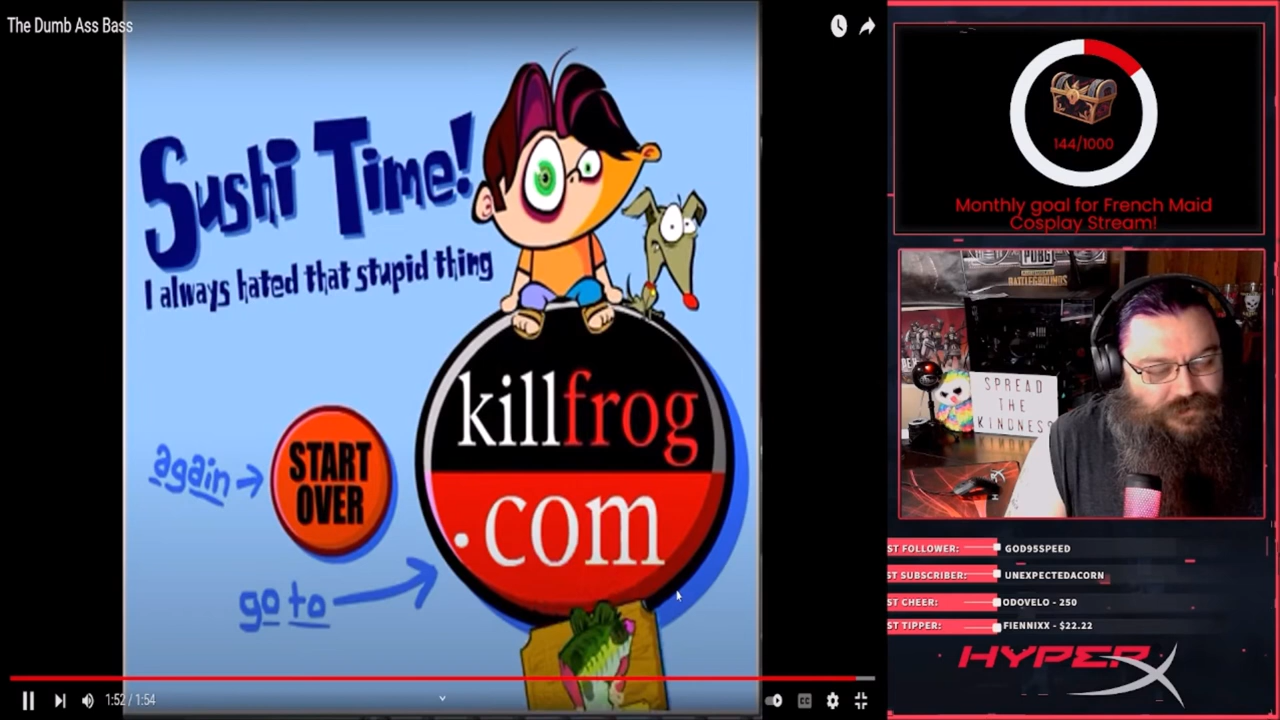 The Dumb Ass Bass
Sushi Time!
I always hated that stupid thing
killfrog
.com
again
START
OVER
go to
1:52 / 1:54
CC
144/1000
Monthly goal for French Maid
Cosplay Stream!
PUBG
BATTLEGROUNDS
SPREAD
THE
KINDNESS
ST FOLLOWER: GOD95SPEED
ST SUBSCRIBER: UNEXPECTEDACORN
ST CHEER: ODOVELO - 250
ST TIPPER: FIENNIXX - $22.22
HYPERX